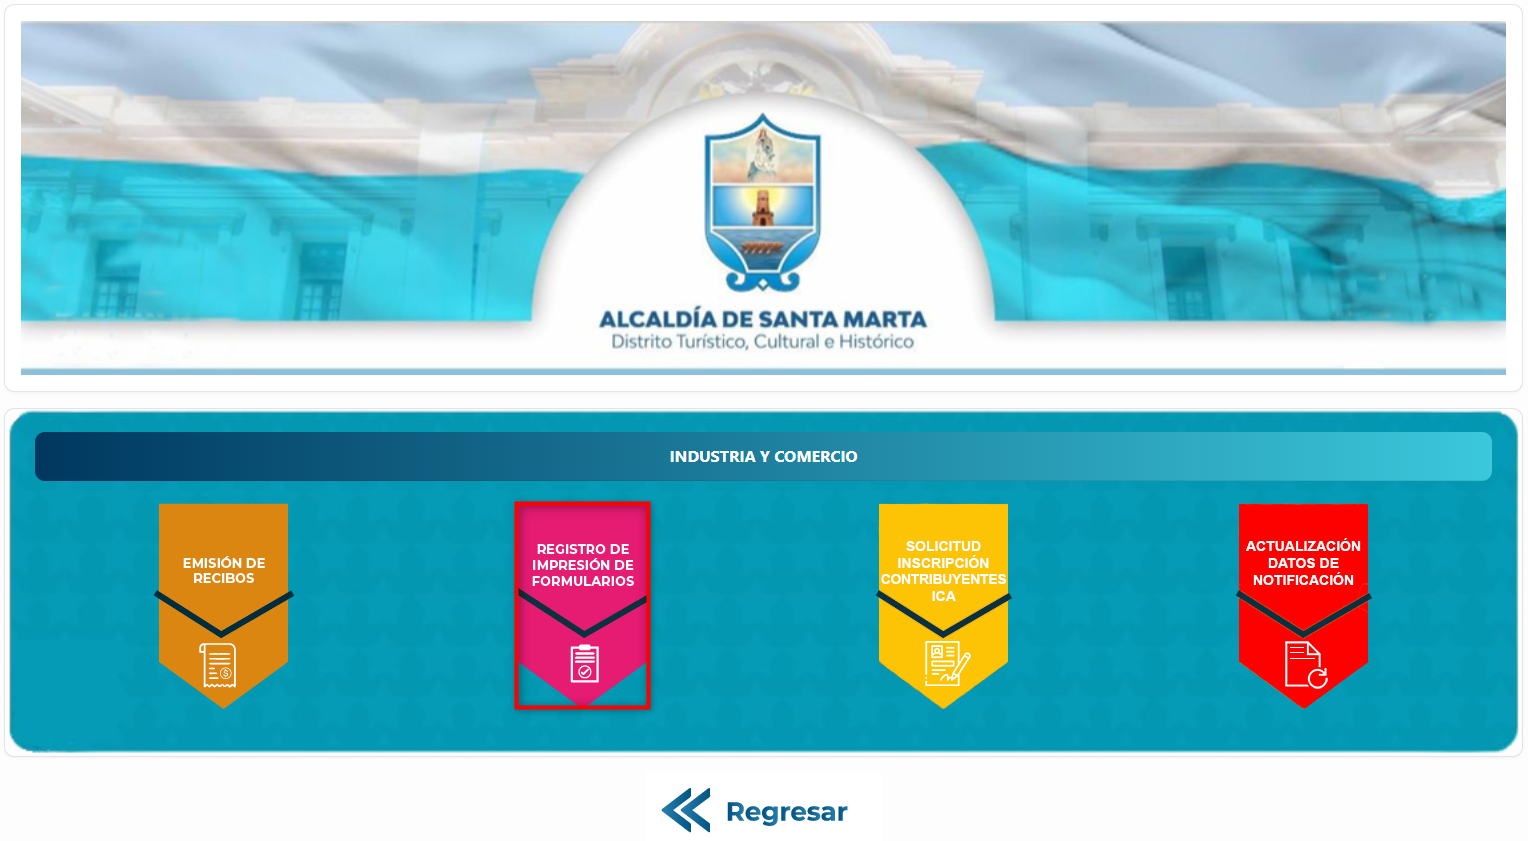 ALCALDÍA DE SANTA MARTA
Distrito Turístico, Cultural e Histórico
INDUSTRIA Y COMERCIO
EMISIÓN DE
RECIBOS
REGISTRO DE
IMPRESIÓN DE
FORMULARIOS
SOLICITUD
INSCRIPCIÓN
CONTRIBUYENTES
ICA
ACTUALIZACIÓN
DATOS DE
NOTIFICACIÓN
Regresar